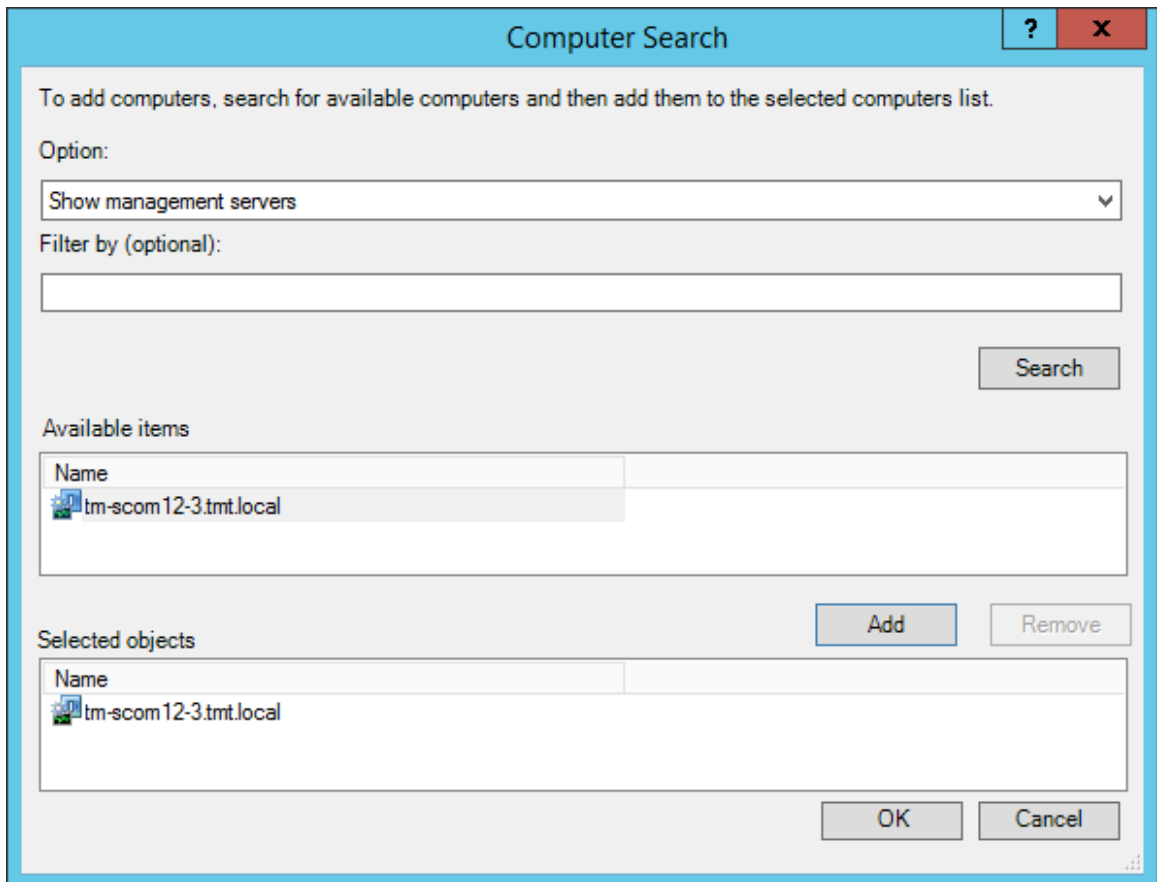 Computer Search
?
x
To add computers, search for available computers and then add them to the selected computers list.
Option:
Show management servers
Filter by (optional):
Search
Available items
Name
tm-scom12-3.tmt.local
Add
Remove
Selected objects
Name
tm-scom12-3.tmt.local
OK
Cancel